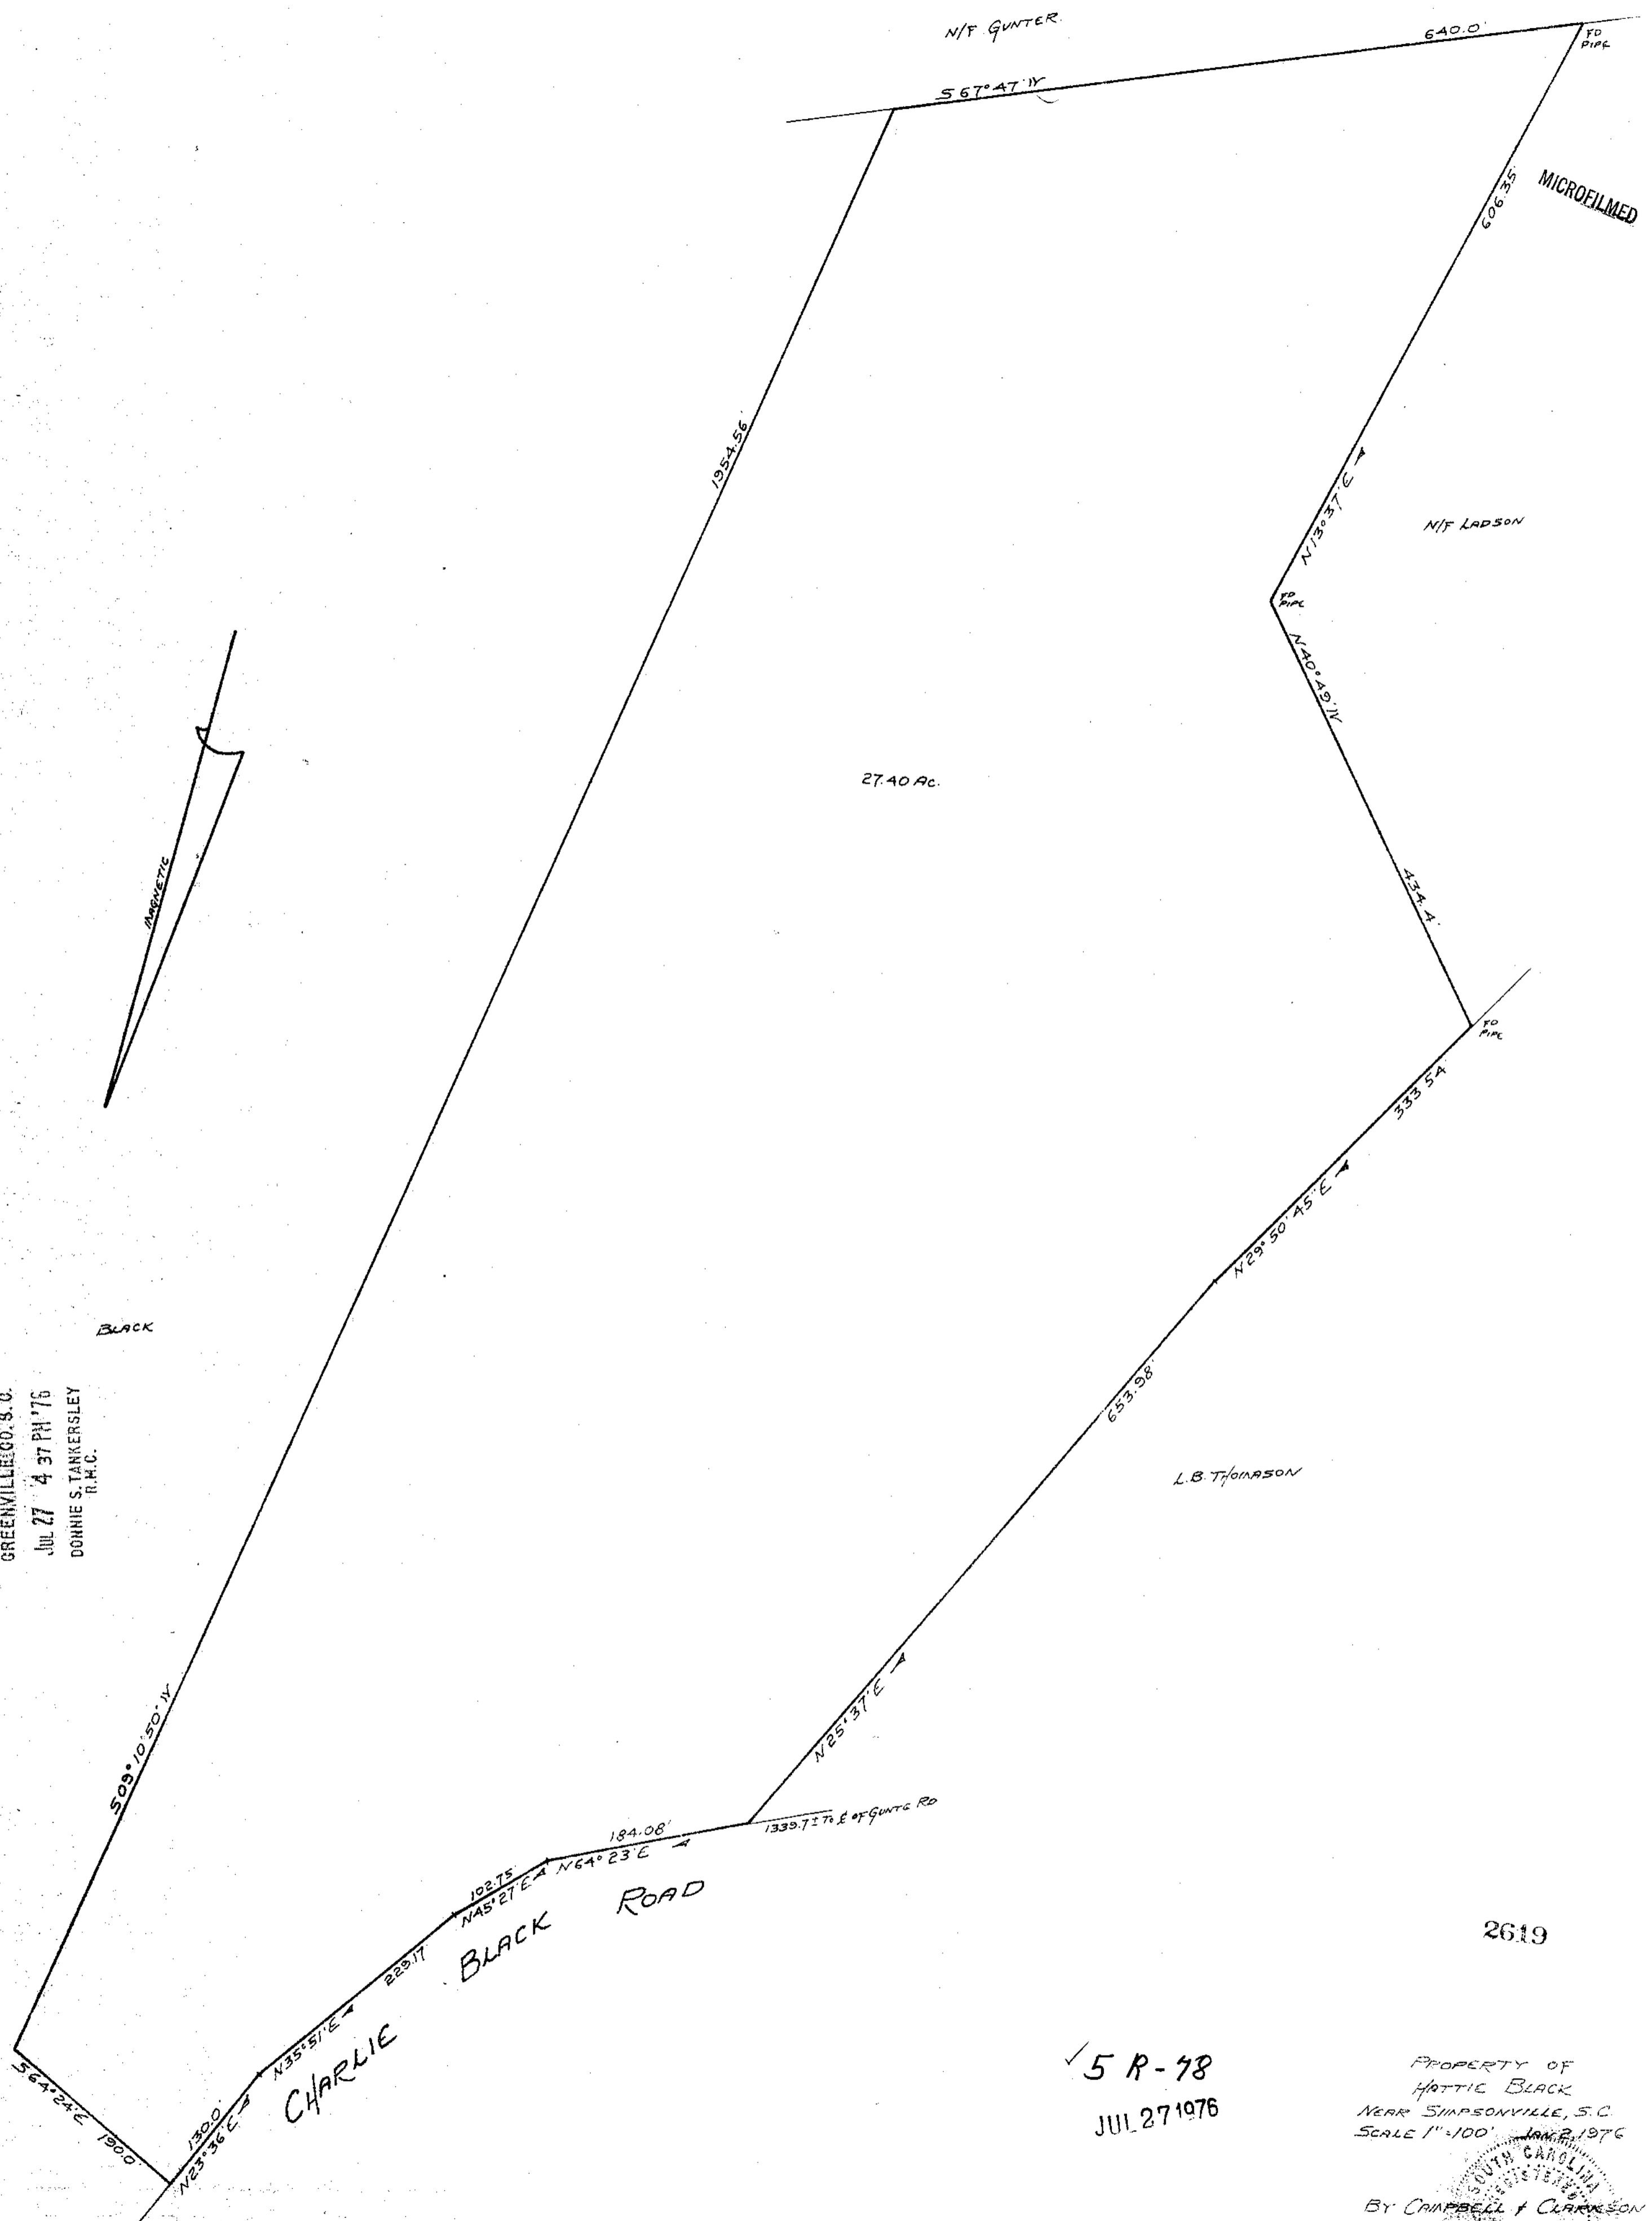 N/F GUNTER.
640.0'
FD
PIPE
S 67° 47' W
606.35'
MICROFILMED
1954.56'
N 13° 37' E
N/F LADSON
FD
PIPE
N 40° 49' W
27.40 Ac.
MAGNETIC
434.4'
FD
PIPE
333.54'
N 29° 50' 45" E
BLACK
653.98'
GREENVILLE CO. S. C.
JUL 27 4 37 PM '76
DONNIE S. TANKERSLEY
R.M.C.
L.B. THOMASON
S 09° 10' 50" W
N 25° 37' E
1339.7'± To ℄ OF GUNTE RD
184.08'
N 64° 23' E
102.75'
N 45° 27' E
229.17'
N 35° 51' E
CHARLIE BLACK ROAD
130.0'
N 23° 36' E
S 64° 24' E 190.0'
2619
✓ 5 R - 78
JUL 27 1976
PROPERTY OF
HATTIE BLACK
NEAR SIMPSONVILLE, S.C.
SCALE 1"=100' JAN 2, 1976
SOUTH CAROLINA
REGISTERED
BY CAMPBELL & CLARKSON